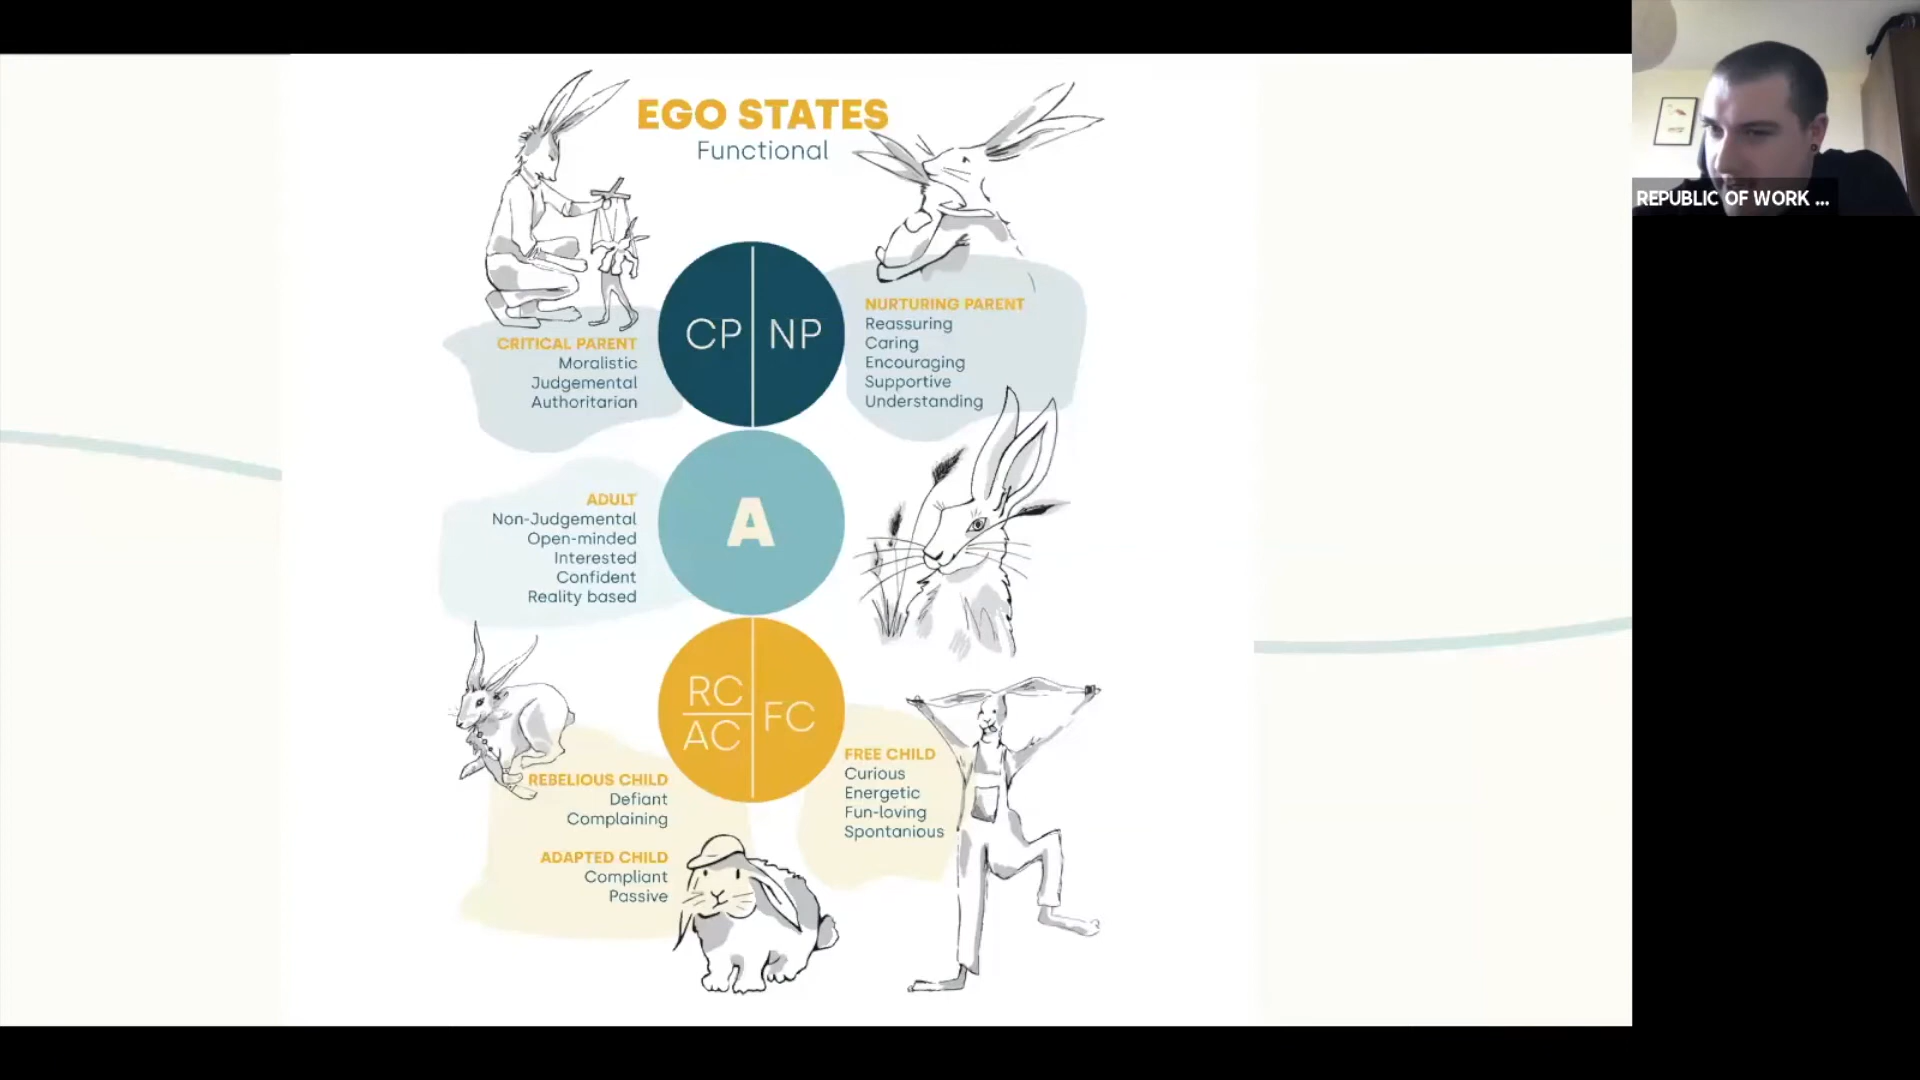 EGO STATES
Functional
CP
NP
CRITICAL PARENT
Moralistic
Judgemental
Authoritarian
NURTURING PARENT
Reassuring
Caring
Encouraging
Supportive
Understanding
A
ADULT
Non-Judgemental
Open-minded
Interested
Confident
Reality based
RC
AC
FC
REBELIOUS CHILD
Defiant
Complaining
ADAPTED CHILD
Compliant
Passive
FREE CHILD
Curious
Energetic
Fun-loving
Spontanious
REPUBLIC OF WORK ...